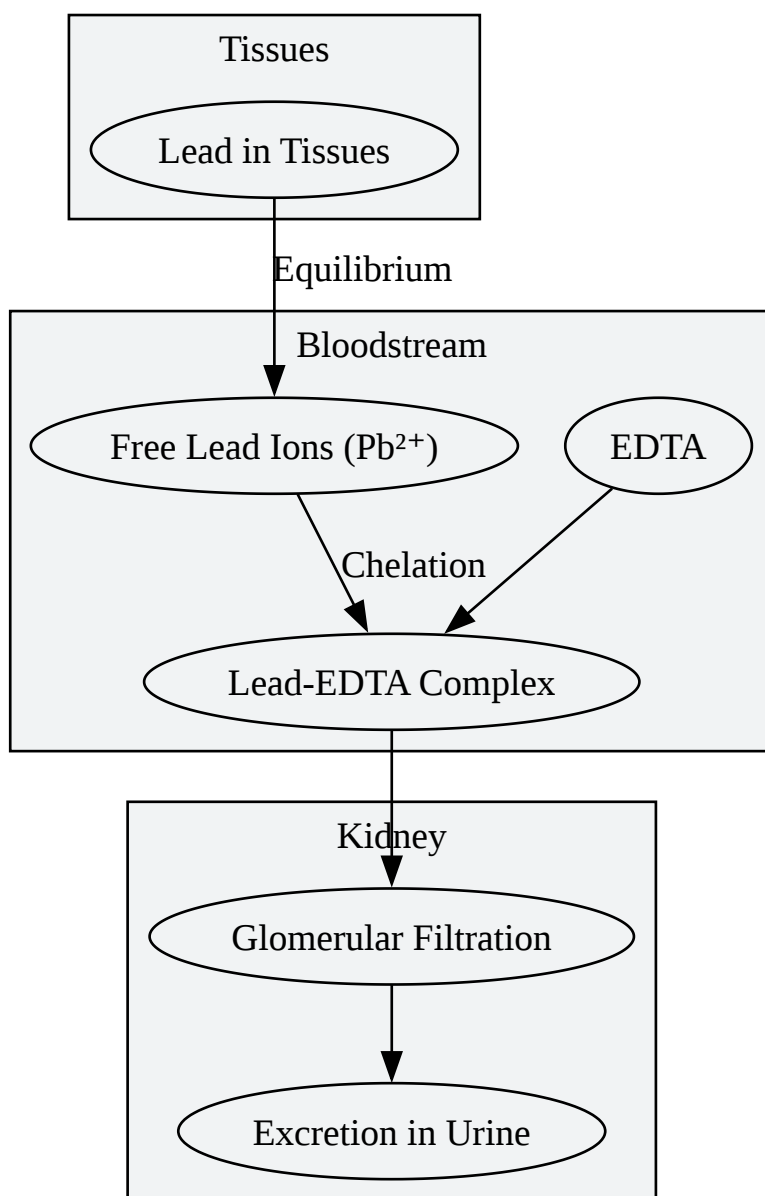 Tissues
Lead in Tissues
Equilibrium
Bloodstream
Free Lead Ions (Pb²⁺)
EDTA
Chelation
Lead-EDTA Complex
Kidney
Glomerular Filtration
Excretion in Urine